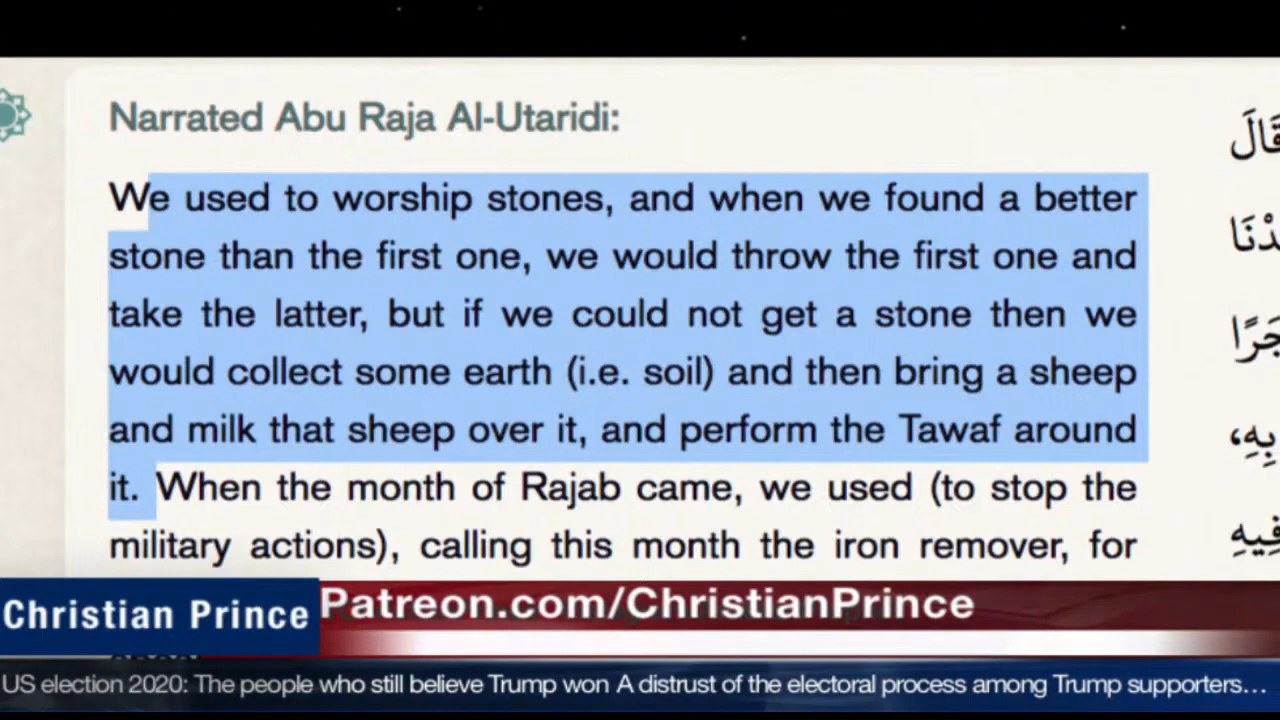 Narrated Abu Raja Al-Utaridi:
We used to worship stones, and when we found a better
stone than the first one, we would throw the first one and
take the latter, but if we could not get a stone then we
would collect some earth (i.e. soil) and then bring a sheep
and milk that sheep over it, and perform the Tawaf around
it. When the month of Rajab came, we used (to stop the
military actions), calling this month the iron remover, for
قَالَ
بِهِ،
فِيهِ
Christian Prince
Patreon.com/ChristianPrince
US election 2020: The people who still believe Trump won A distrust of the electoral process among Trump supporters...